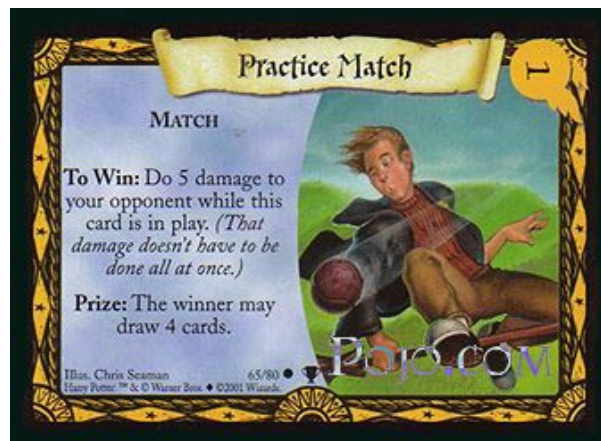 Practice Match
1
MATCH
To Win: Do 5 damage to
your opponent while this
card is in play. (That
damage doesn't have to be
done all at once.)
Prize: The winner may
draw 4 cards.
Illus. Chris Seaman 65/80
Harry Potter ™ & © Warner Bros. ◆ ©2001 Wizards.
POJO.COM